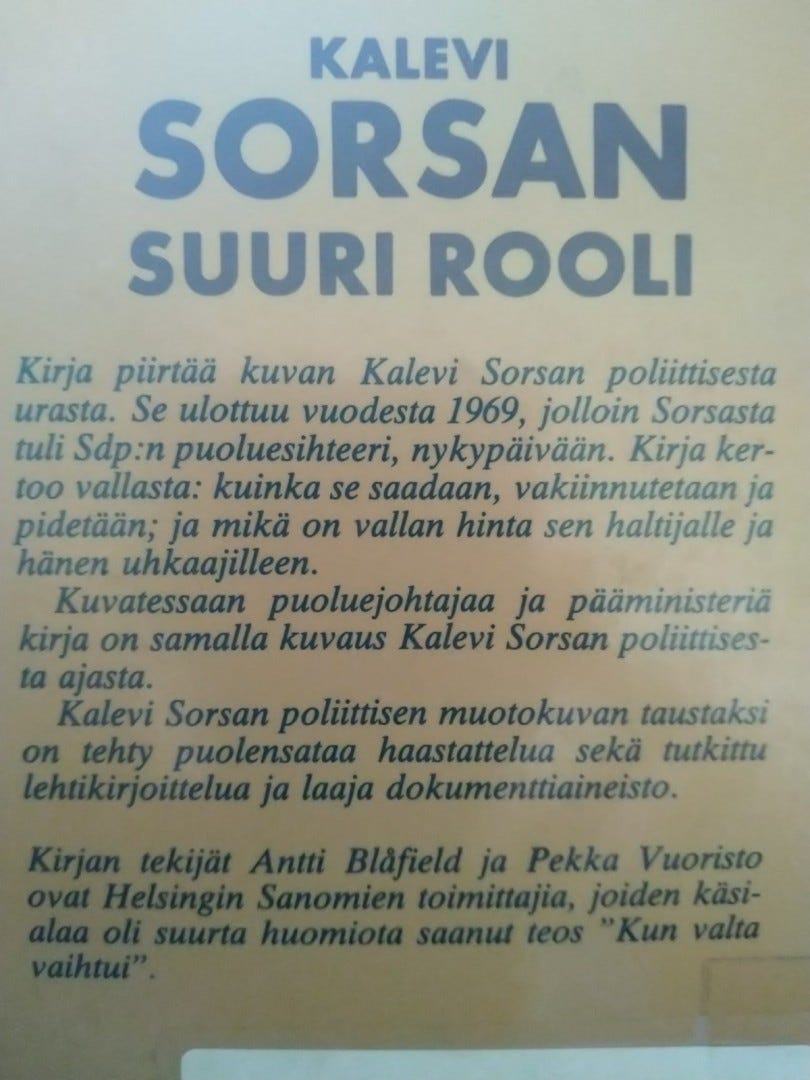 KALEVI
SORSAN
SUURI ROOLI
Kirja piirtää kuvan Kalevi Sorsan poliittisesta
urasta. Se ulottuu vuodesta 1969, jolloin Sorsasta
tuli Sdp:n puoluesihteeri, nykypäivään. Kirja ker-
too vallasta: kuinka se saadaan, vakiinnutetaan ja
pidetään; ja mikä on vallan hinta sen haltijalle ja
hänen uhkaajilleen.
Kuvatessaan puoluejohtajaa ja pääministeriä
kirja on samalla kuvaus Kalevi Sorsan poliittises-
ta ajasta.
Kalevi Sorsan poliittisen muotokuvan taustaksi
on tehty puolensataa haastattelua sekä tutkittu
lehtikirjoittelua ja laaja dokumenttiaineisto.
Kirjan tekijät Antti Blåfield ja Pekka Vuoristo
ovat Helsingin Sanomien toimittajia, joiden käsi-
alaa oli suurta huomiota saanut teos "Kun valta
vaihtui".